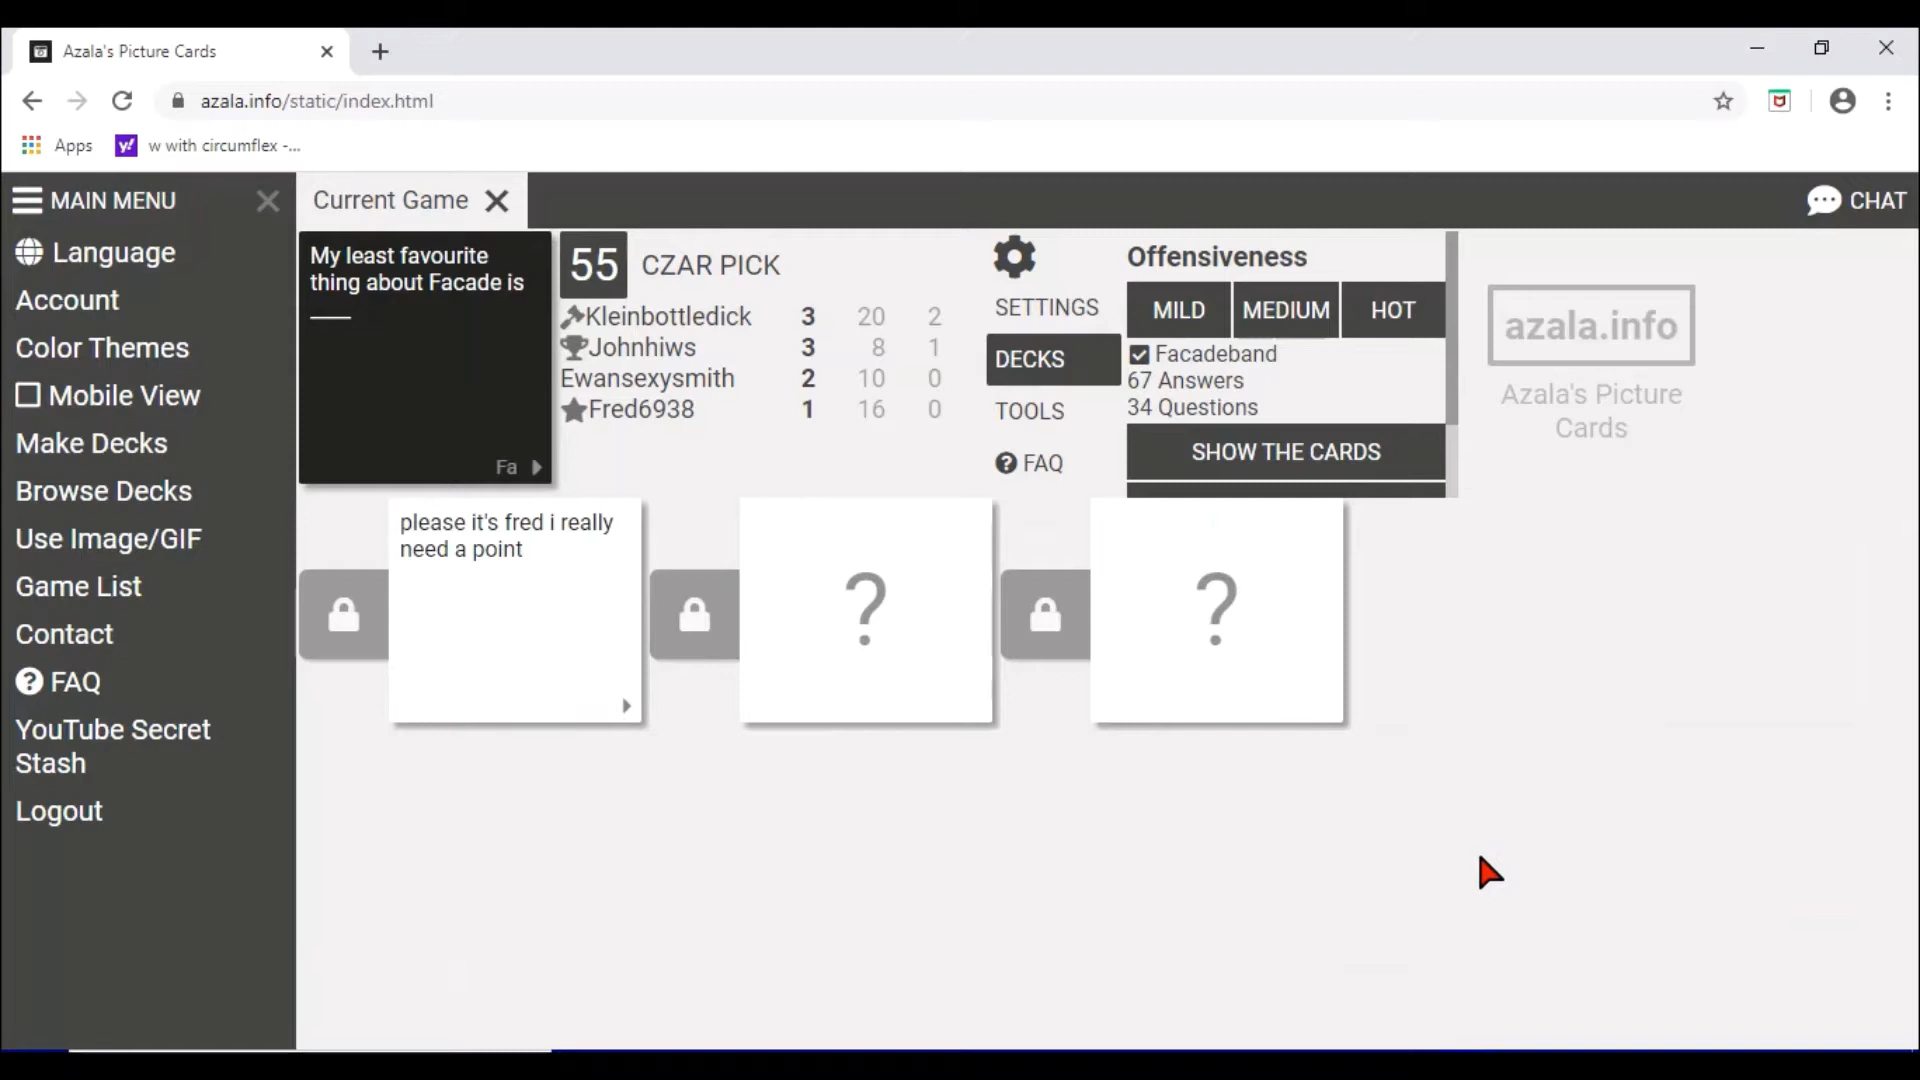 Azala's Picture Cards
azala.info/static/index.html
Apps
w with circumflex -...
MAIN MENU
Language
Account
Color Themes
Mobile View
Make Decks
Browse Decks
Use Image/GIF
Game List
Contact
FAQ
YouTube Secret
Stash
Logout
Current Game
CHAT
My least favourite
thing about Facade is
____
Fa
55 CZAR PICK
Kleinbottledick 3 20 2
Johnhiws 3 8 1
Ewansexysmith 2 10 0
Fred6938 1 16 0
SETTINGS
DECKS
TOOLS
FAQ
Offensiveness
MILD MEDIUM HOT
Facadeband
67 Answers
34 Questions
SHOW THE CARDS
azala.info
Azala's Picture
Cards
please it's fred i really
need a point
?
?